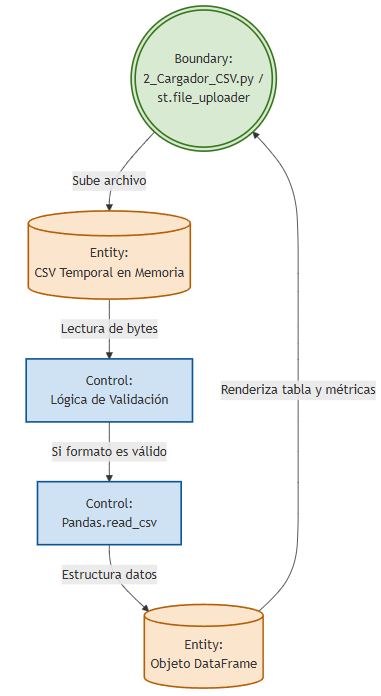 Boundary:
2_Cargador_CSV.py /
st.file_uploader
Sube archivo
Entity:
CSV Temporal en Memoria
Lectura de bytes
Control:
Lógica de Validación
Renderiza tabla y métricas
Si formato es válido
Control:
Pandas.read_csv
Estructura datos
Entity:
Objeto DataFrame